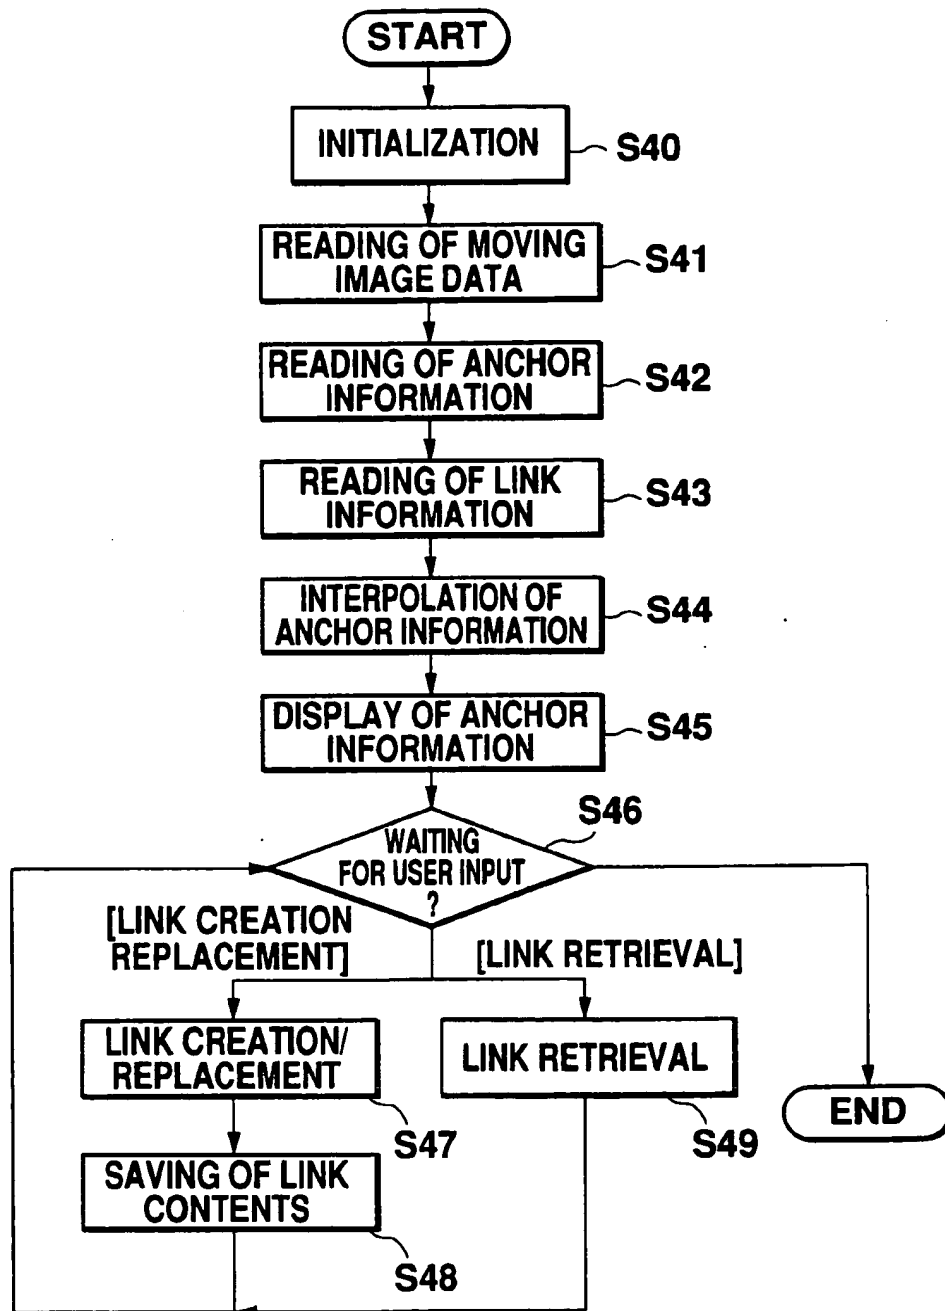 START
INITIALIZATION
S40
READING OF MOVING
IMAGE DATA
S41
READING OF ANCHOR
INFORMATION
S42
READING OF LINK
INFORMATION
S43
INTERPOLATION OF
ANCHOR INFORMATION
S44
DISPLAY OF ANCHOR
INFORMATION
S45
S46
WAITING
FOR USER INPUT
?
[LINK CREATION
REPLACEMENT]
[LINK RETRIEVAL]
LINK CREATION/
REPLACEMENT
S47
LINK RETRIEVAL
S49
END
SAVING OF LINK
CONTENTS
S48